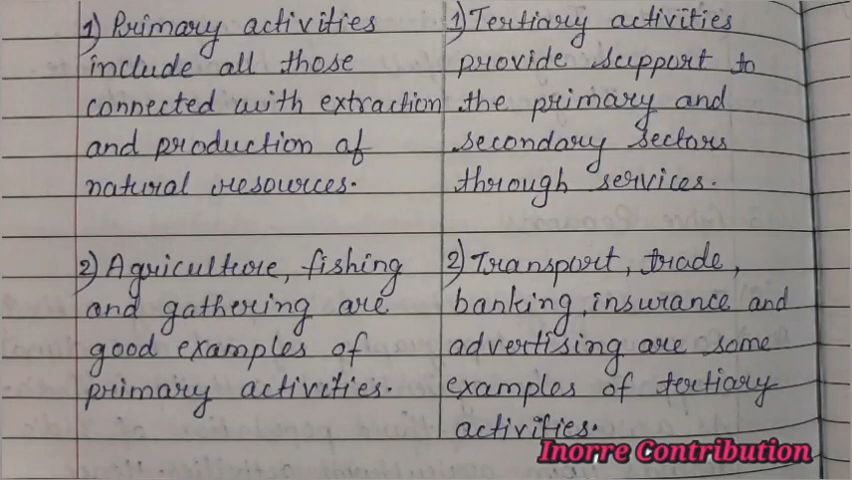 1) Primary activities
include all those
connected with extraction
and production of
natural resources.
2) Agriculture, fishing
and gathering are
good examples of
primary activities.
1) Tertiary activities
provide support to
the primary and
secondary sectors
through services.
2) Transport, trade,
banking, insurance and
advertising are some
examples of tertiary
activities.
Inorre Contribution